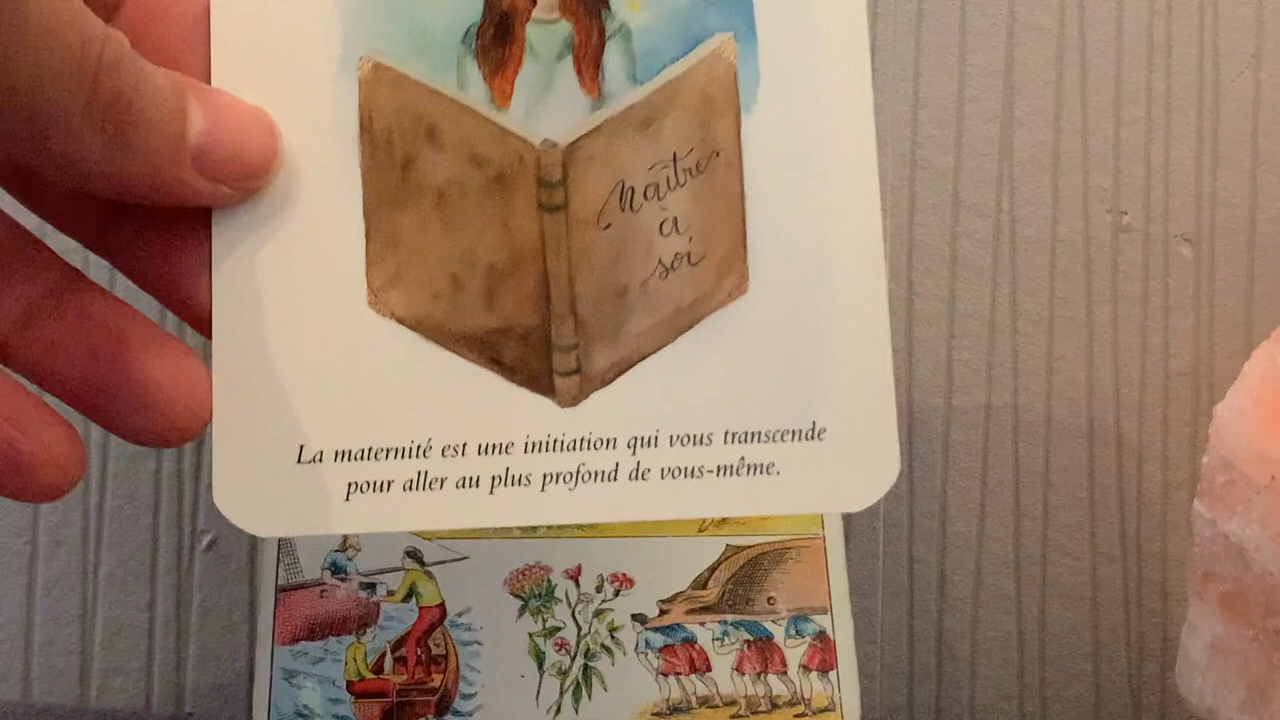 Naître
à
soi
La maternité est une initiation qui vous transcende
pour aller au plus profond de vous-même.